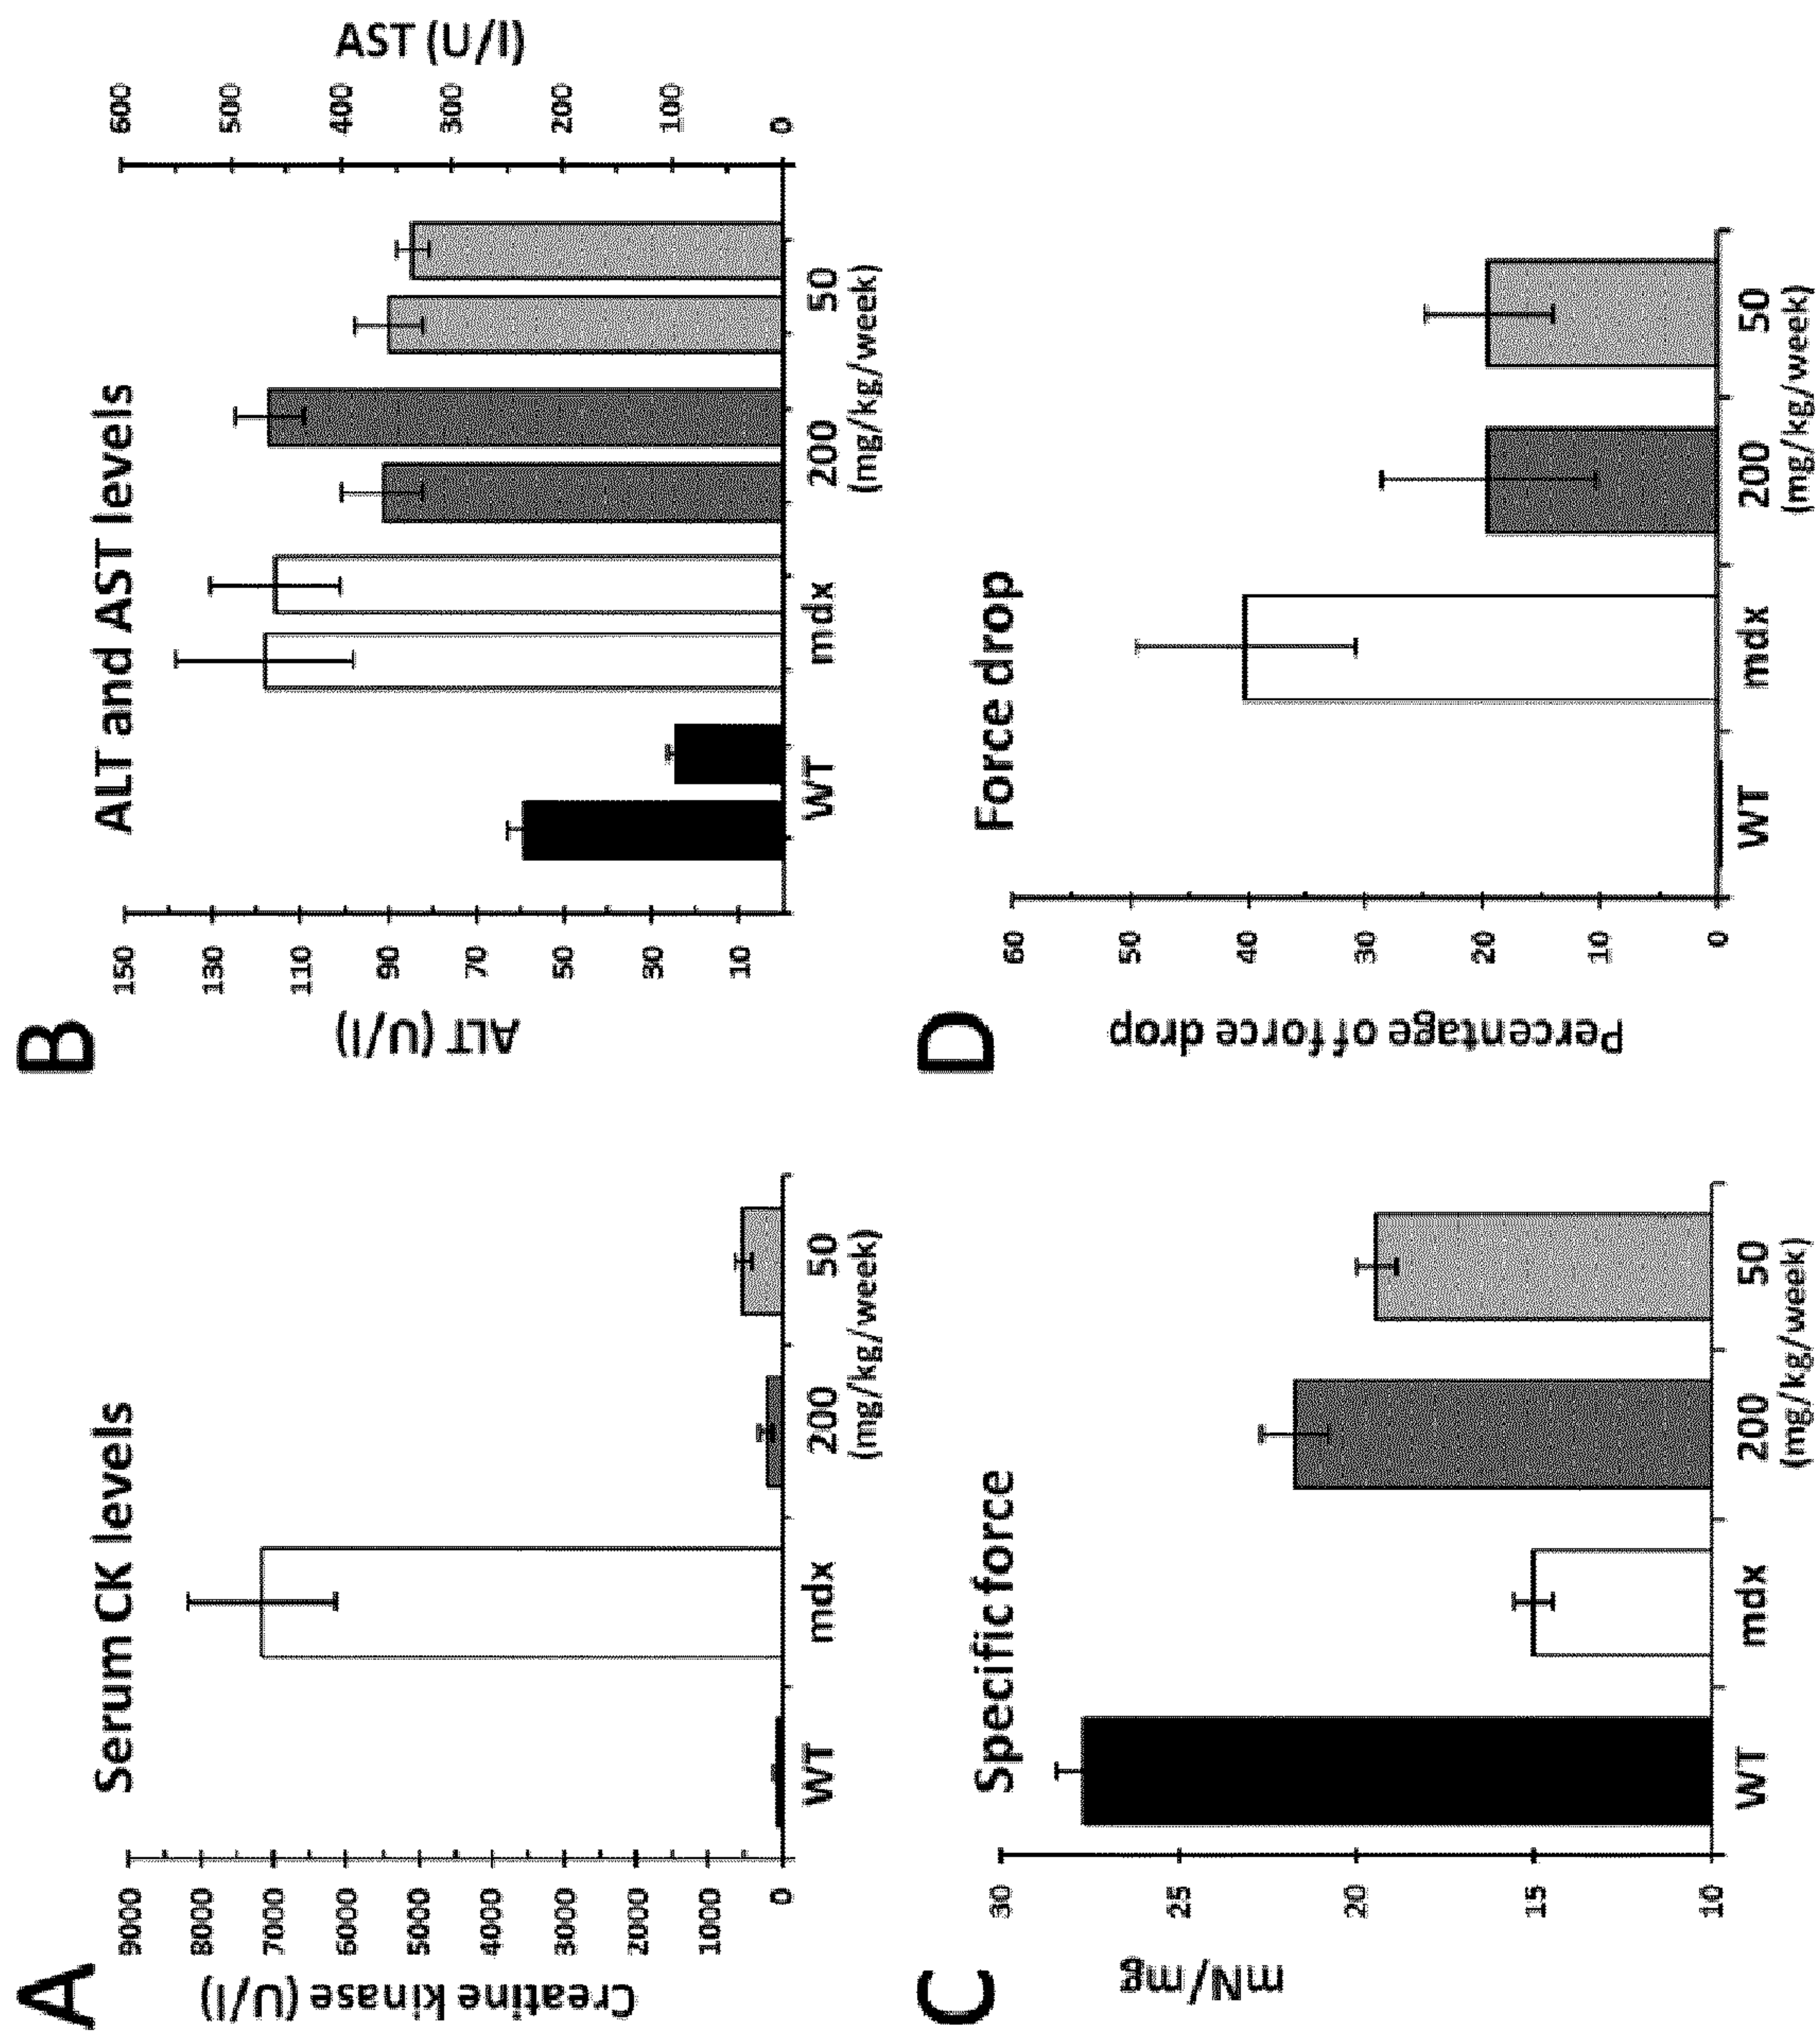 A
Serum CK levels
Creatine kinase (U/l)
9000
8000
7000
6000
5000
4000
3000
2000
1000
0
WT
mdx
200
50
(mg/kg/week)
B
ALT and AST levels
ALT (U/l)
150
130
110
90
70
50
30
10
AST (U/l)
600
500
400
300
200
100
0
WT
mdx
200
50
(mg/kg/week)
(mg/kg/week)
C
Specific force
mN/mg
30
25
20
15
10
WT
mdx
200
50
(mg/kg/week)
D
Force drop
Percentage of force drop
60
50
40
30
20
10
0
WT
mdx
200
50
(mg/kg/week)